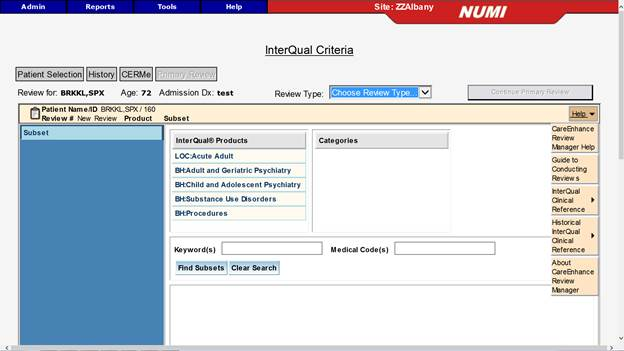 Admin Reports Tools Help Site: ZZAlbany NUMI
InterQual Criteria
Patient Selection History CERMe Primary Review
Review for: BRKKL,SPX Age: 72 Admission Dx: test Review Type: Choose Review Type... Continue Primary Review
Patient Name/ID BRKKL,SPX / 160
Review # New Review Product Subset
Help
Subset
InterQual® Products
Categories
LOC:Acute Adult
BH:Adult and Geriatric Psychiatry
BH:Child and Adolescent Psychiatry
BH:Substance Use Disorders
BH:Procedures
Keyword(s) Medical Code(s)
Find Subsets Clear Search
CareEnhance
Review
Manager Help
Guide to
Conducting
Reviews
InterQual
Clinical
Reference
Historical
InterQual
Clinical
Reference
About
CareEnhance
Review
Manager